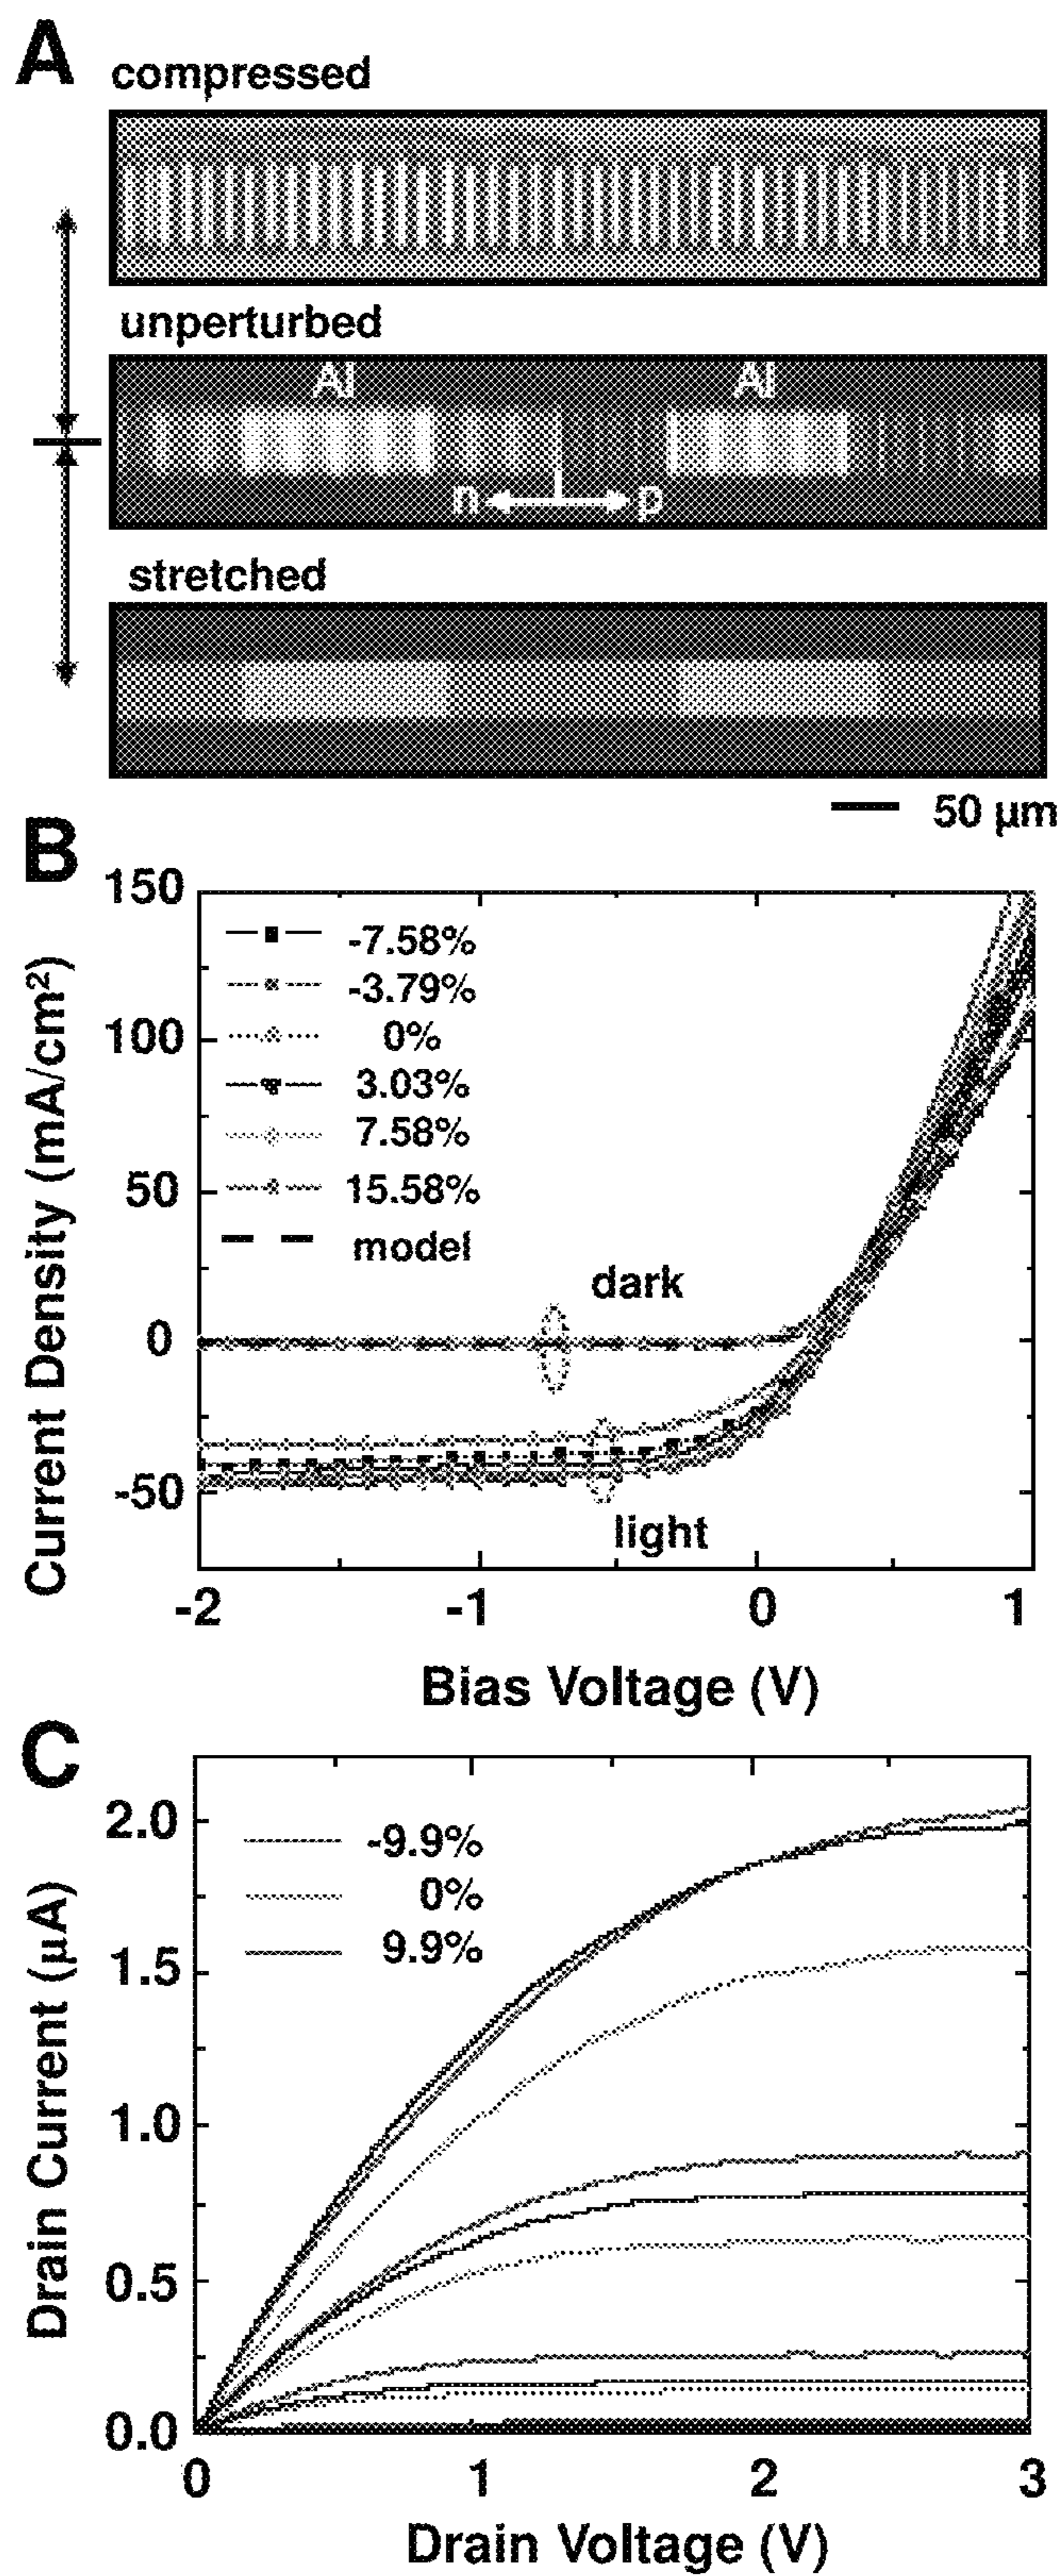 A
compressed
unperturbed
Al Al
n p
stretched
50 µm
B
150
100
50
0
-50
Current Density (mA/cm²)
-7.58%
-3.79%
0%
3.03%
7.58%
15.58%
model
dark
light
-2 -1 0 1
Bias Voltage (V)
C
2.0
1.5
1.0
0.5
0.0
Drain Current (µA)
-9.9%
0%
9.9%
0 1 2 3
Drain Voltage (V)